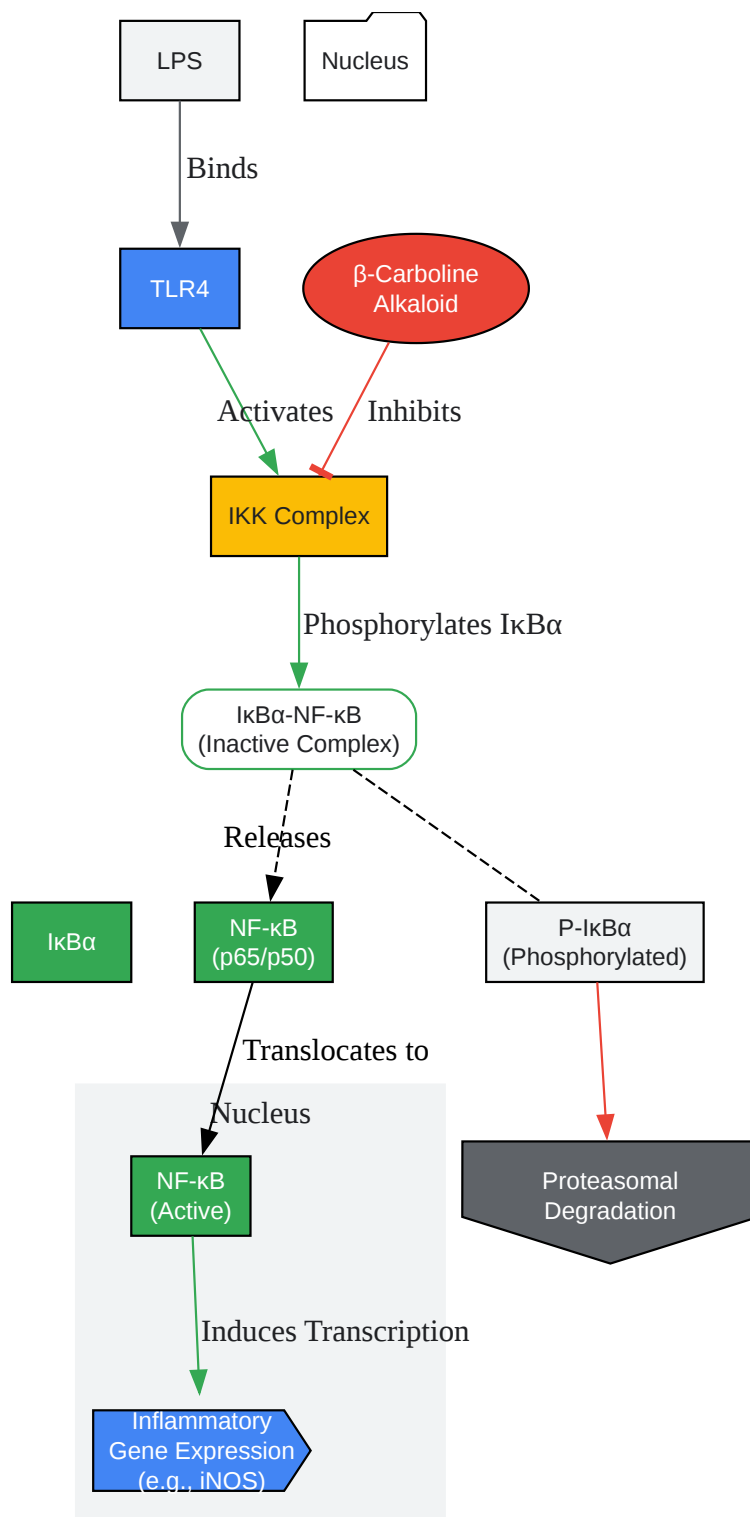 LPS
Nucleus
Binds
TLR4
β-Carboline
Alkaloid
Activates
Inhibits
IKK Complex
Phosphorylates IκBα
IκBα-NF-κB
(Inactive Complex)
Releases
IκBα
NF-κB
(p65/p50)
P-IκBα
(Phosphorylated)
Translocates to
Nucleus
NF-κB
(Active)
Proteasomal
Degradation
Induces Transcription
Inflammatory
Gene Expression
(e.g., iNOS)